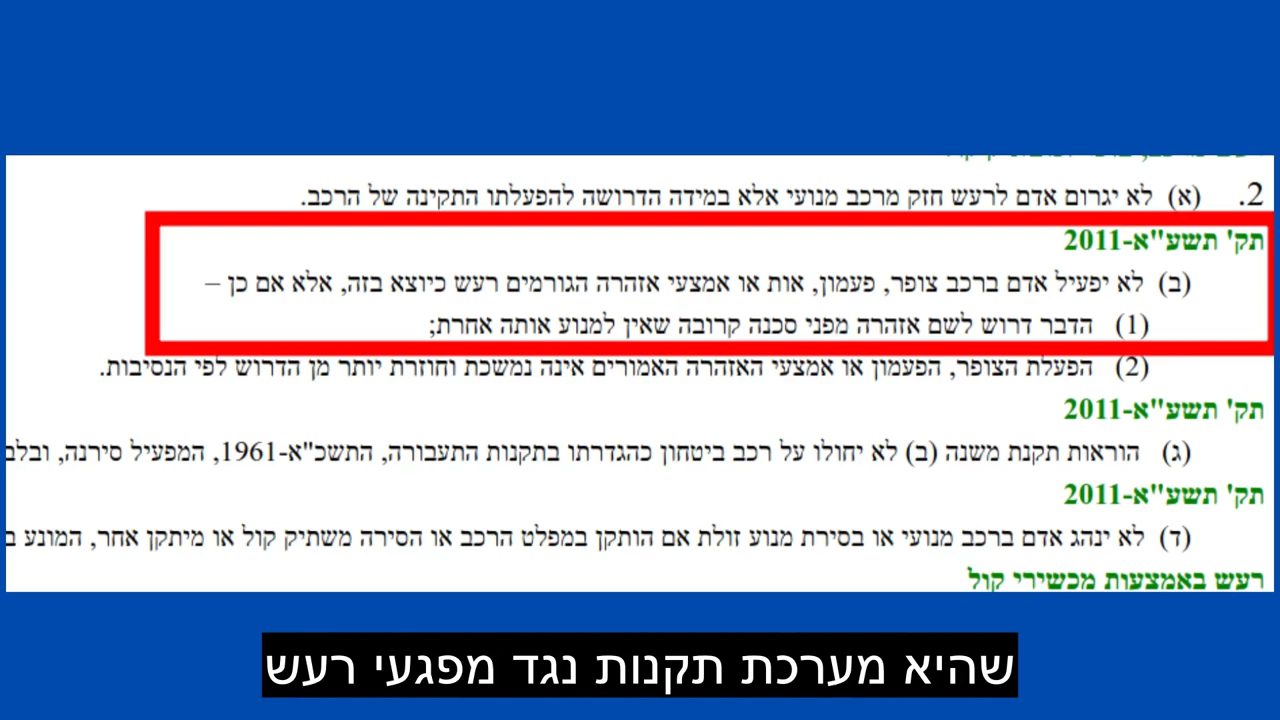 2. (א) לא יגרום אדם לרעש חזק מרכב מנועי אלא במידה הדרושה להפעלתו התקינה של הרכב.
תק' תשע"א-2011
(ב) לא יפעיל אדם ברכב צופר, פעמון, אות או אמצעי אזהרה הגורמים רעש כיוצא בזה, אלא אם כן –
(1) הדבר דרוש לשם אזהרה מפני סכנה קרובה שאין למנוע אותה אחרת;
(2) הפעלת הצופר, הפעמון או אמצעי האזהרה האמורים אינה נמשכת וחוזרת יותר מן הדרוש לפי הנסיבות.
תק' תשע"א-2011
(ג) הוראות תקנת משנה (ב) לא יחולו על רכב ביטחון כהגדרתו בתקנות התעבורה, התשכ"א-1961, המפעיל סירנה, ובלב
תק' תשע"א-2011
(ד) לא ינהג אדם ברכב מנועי או בסירת מנוע זולת אם הותקן במפלט הרכב או הסירה משתיק קול או מיתקן אחר, המונע ב
רעש באמצעות מכשירי קול
שהיא מערכת תקנות נגד מפגעי רעש